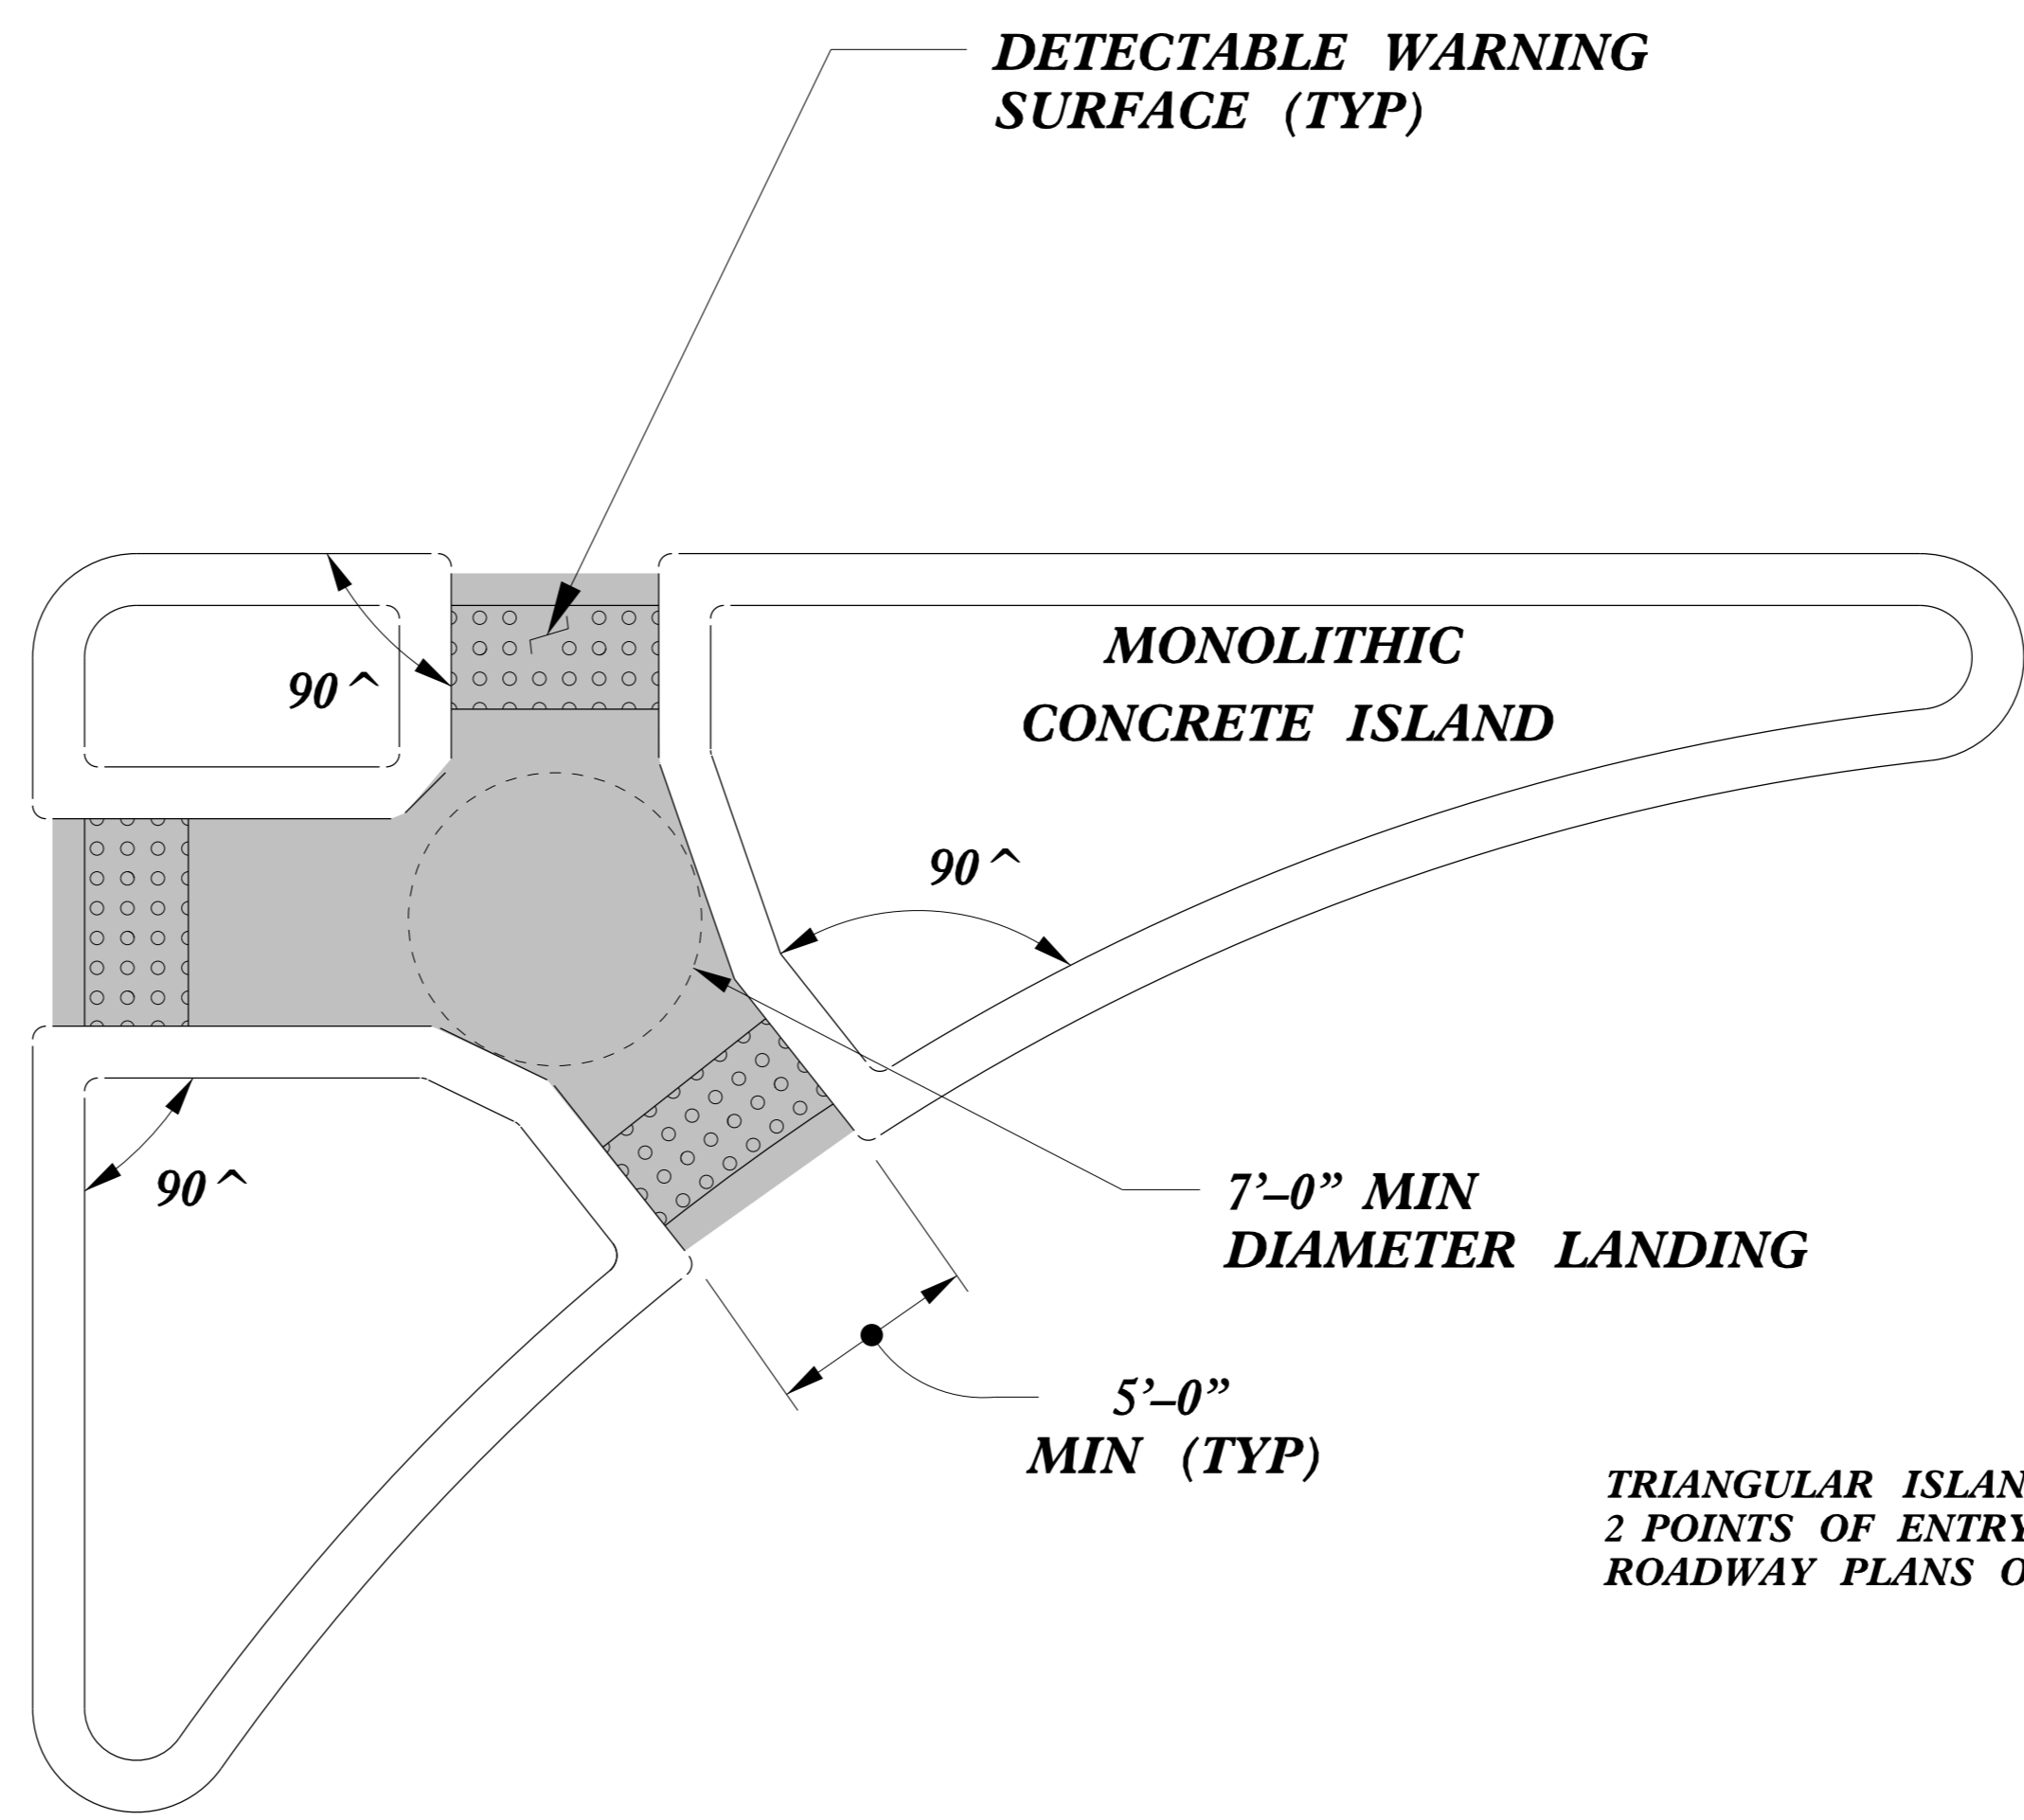 DETECTABLE WARNING
SURFACE (TYP)
MONOLITHIC
CONCRETE ISLAND
90^
90^
90^
7’–0” MIN
DIAMETER LANDING
5’–0”
MIN (TYP)
TRIANGULAR
2 POINTS OF ENTRY
ROADWAY PLANS